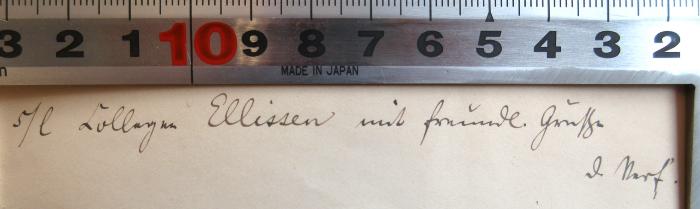 3 2 1 10 9 8 7 6 5 4 3 2
MADE IN JAPAN
s/l Collegen Ellissen mit freundl. Grüsse
d. Verf.